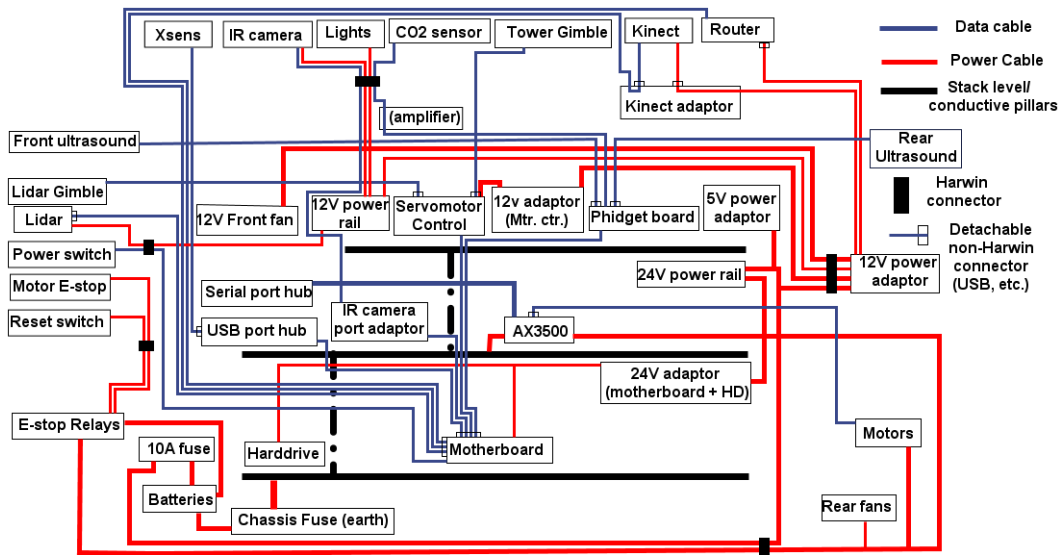 Xsens
IR camera
Lights
CO2 sensor
Tower Gimble
Kinect
Router
Data cable
Power Cable
Stack level/
conductive pillars
Kinect adaptor
(amplifier)
Front ultrasound
Rear
Ultrasound
Harwin
connector
Detachable
non-Harwin
connector
(USB, etc.)
Lidar Gimble
Lidar
12V Front fan
12V power
rail
Servomotor
Control
12v adaptor
(Mtr. ctr.)
Phidget board
5V power
adaptor
Power switch
24V power rail
12V power
adaptor
Motor E-stop
Serial port hub
Reset switch
USB port hub
IR camera
port adaptor
AX3500
24V adaptor
(motherboard + HD)
E-stop Relays
10A fuse
Harddrive
Motherboard
Motors
Batteries
Chassis Fuse (earth)
Rear fans